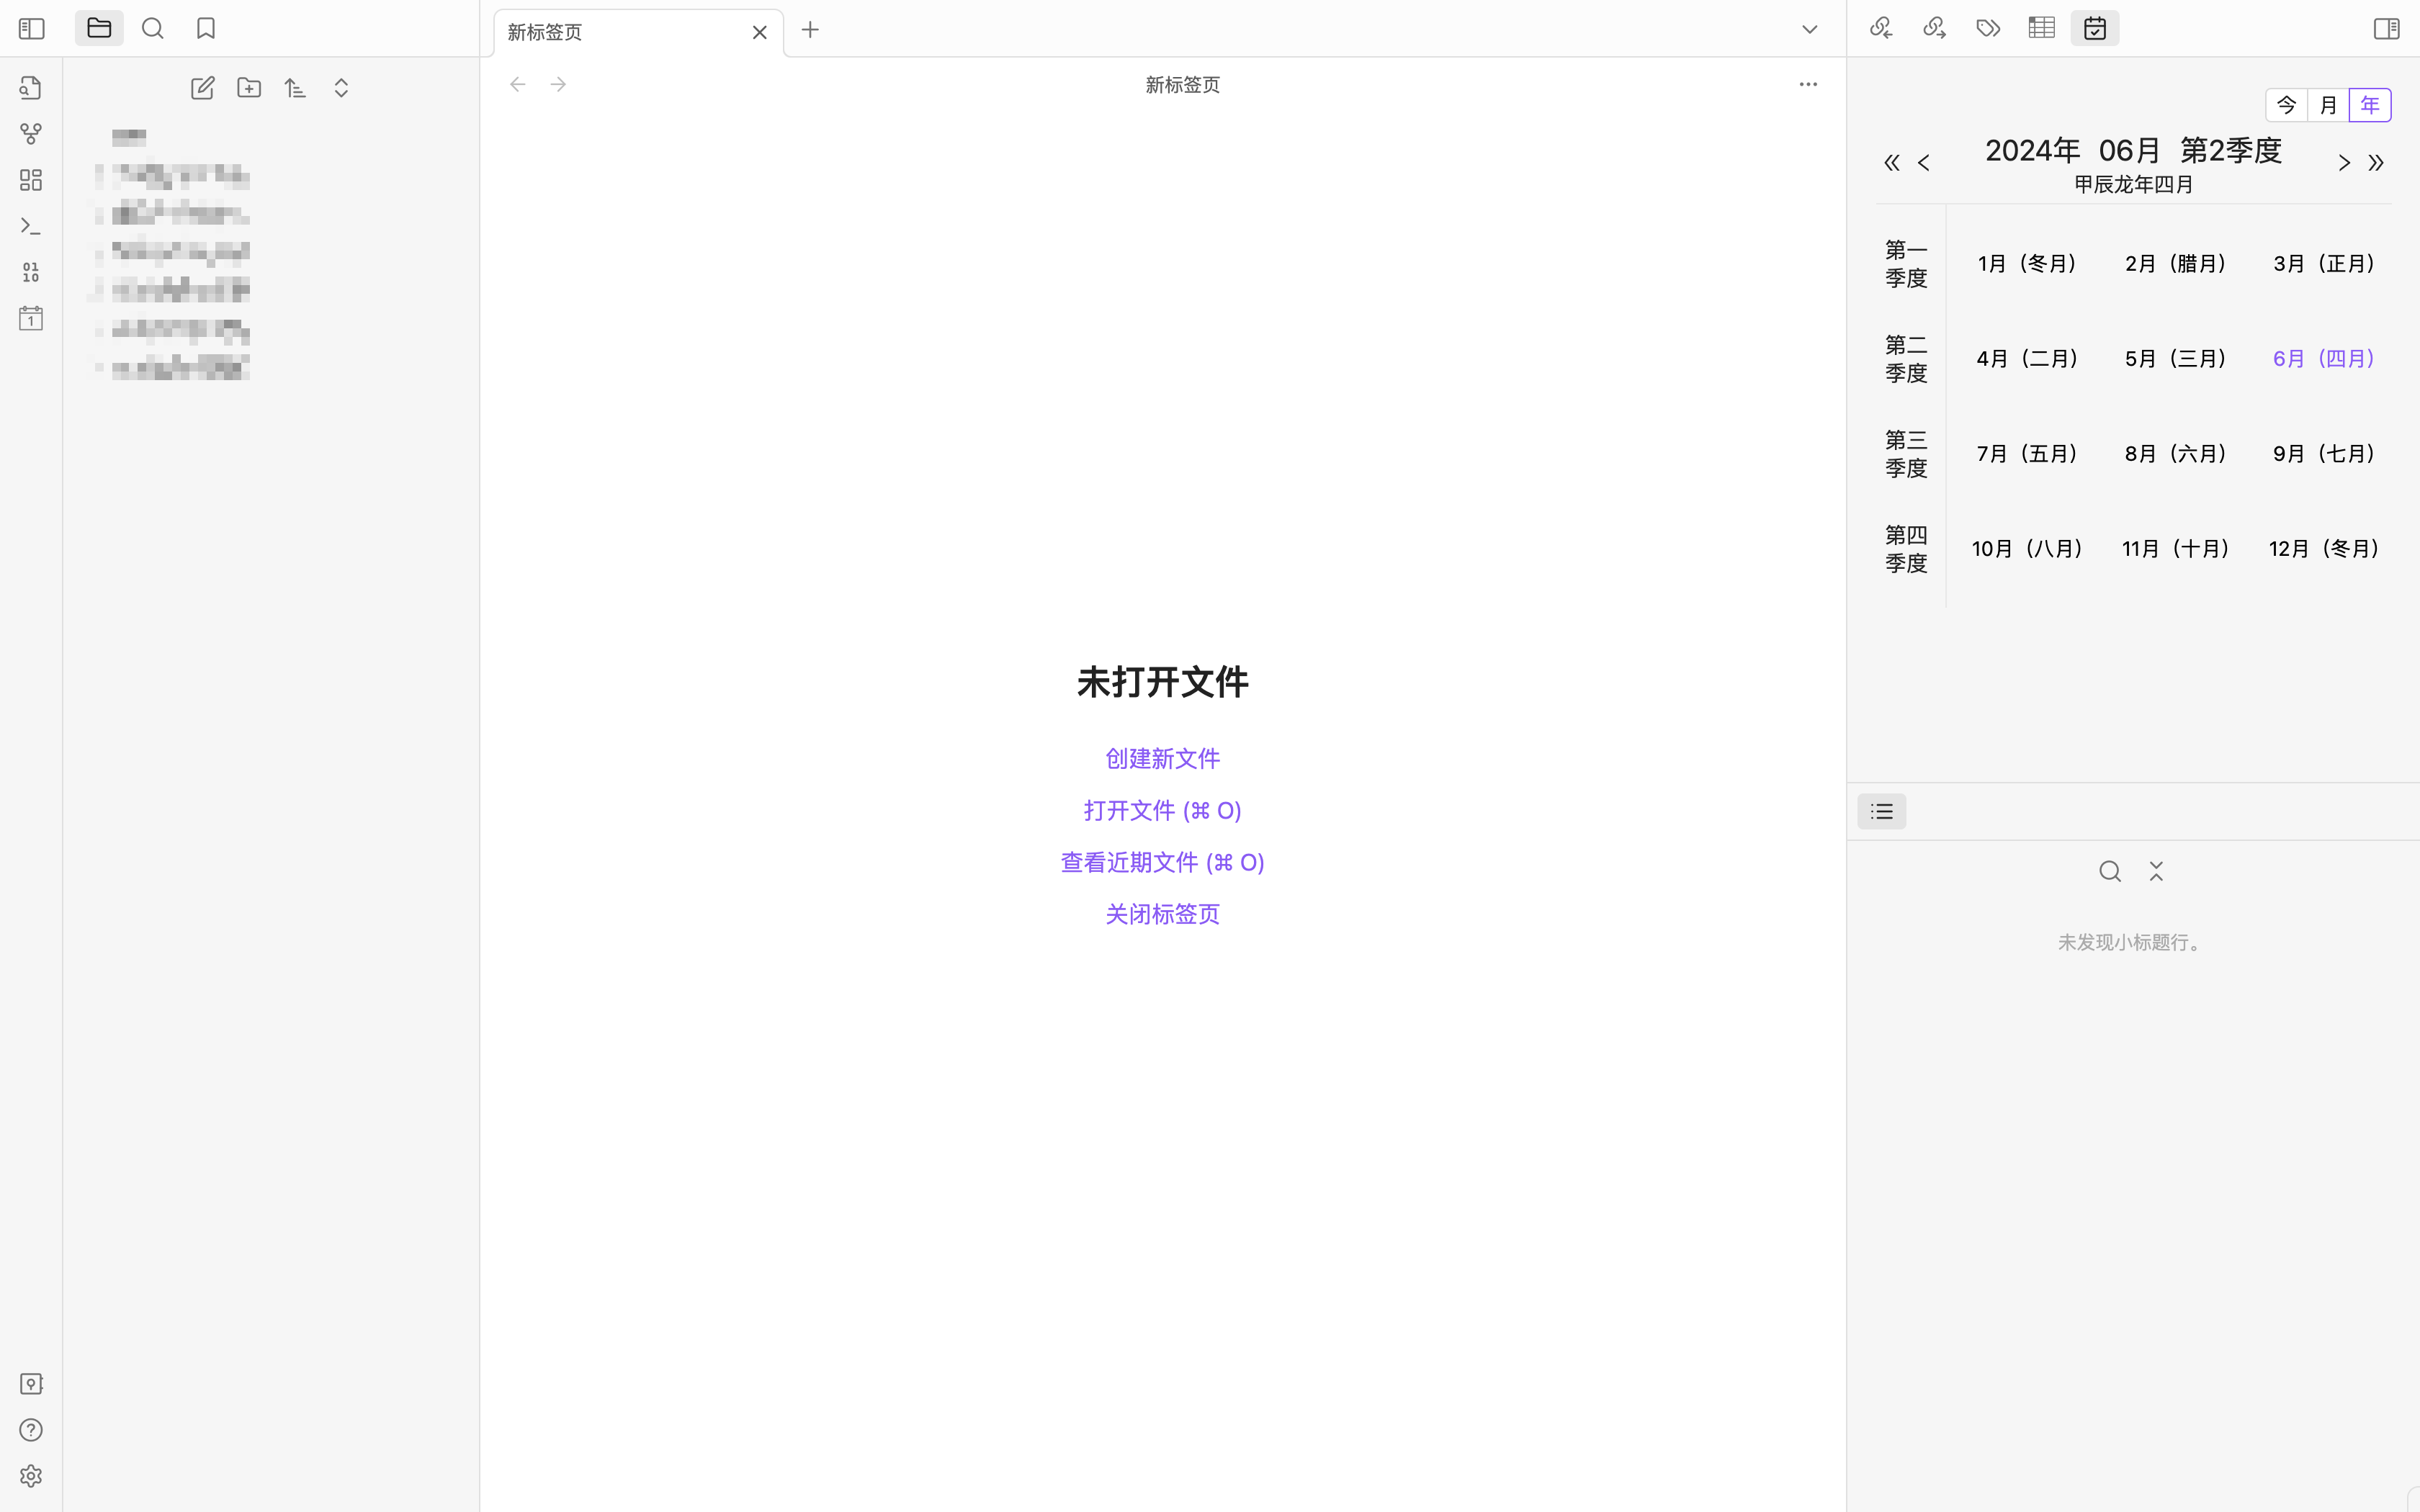 新标签页
新标签页
今 月 年
2024年 06月 第2季度
甲辰龙年四月
第一季度 1月（冬月） 2月（腊月） 3月（正月）
第二季度 4月（二月） 5月（三月） 6月（四月）
第三季度 7月（五月） 8月（六月） 9月（七月）
第四季度 10月（八月） 11月（十月） 12月（冬月）
未打开文件
创建新文件
打开文件 (⌘ O)
查看近期文件 (⌘ O)
关闭标签页
未发现小标题行。